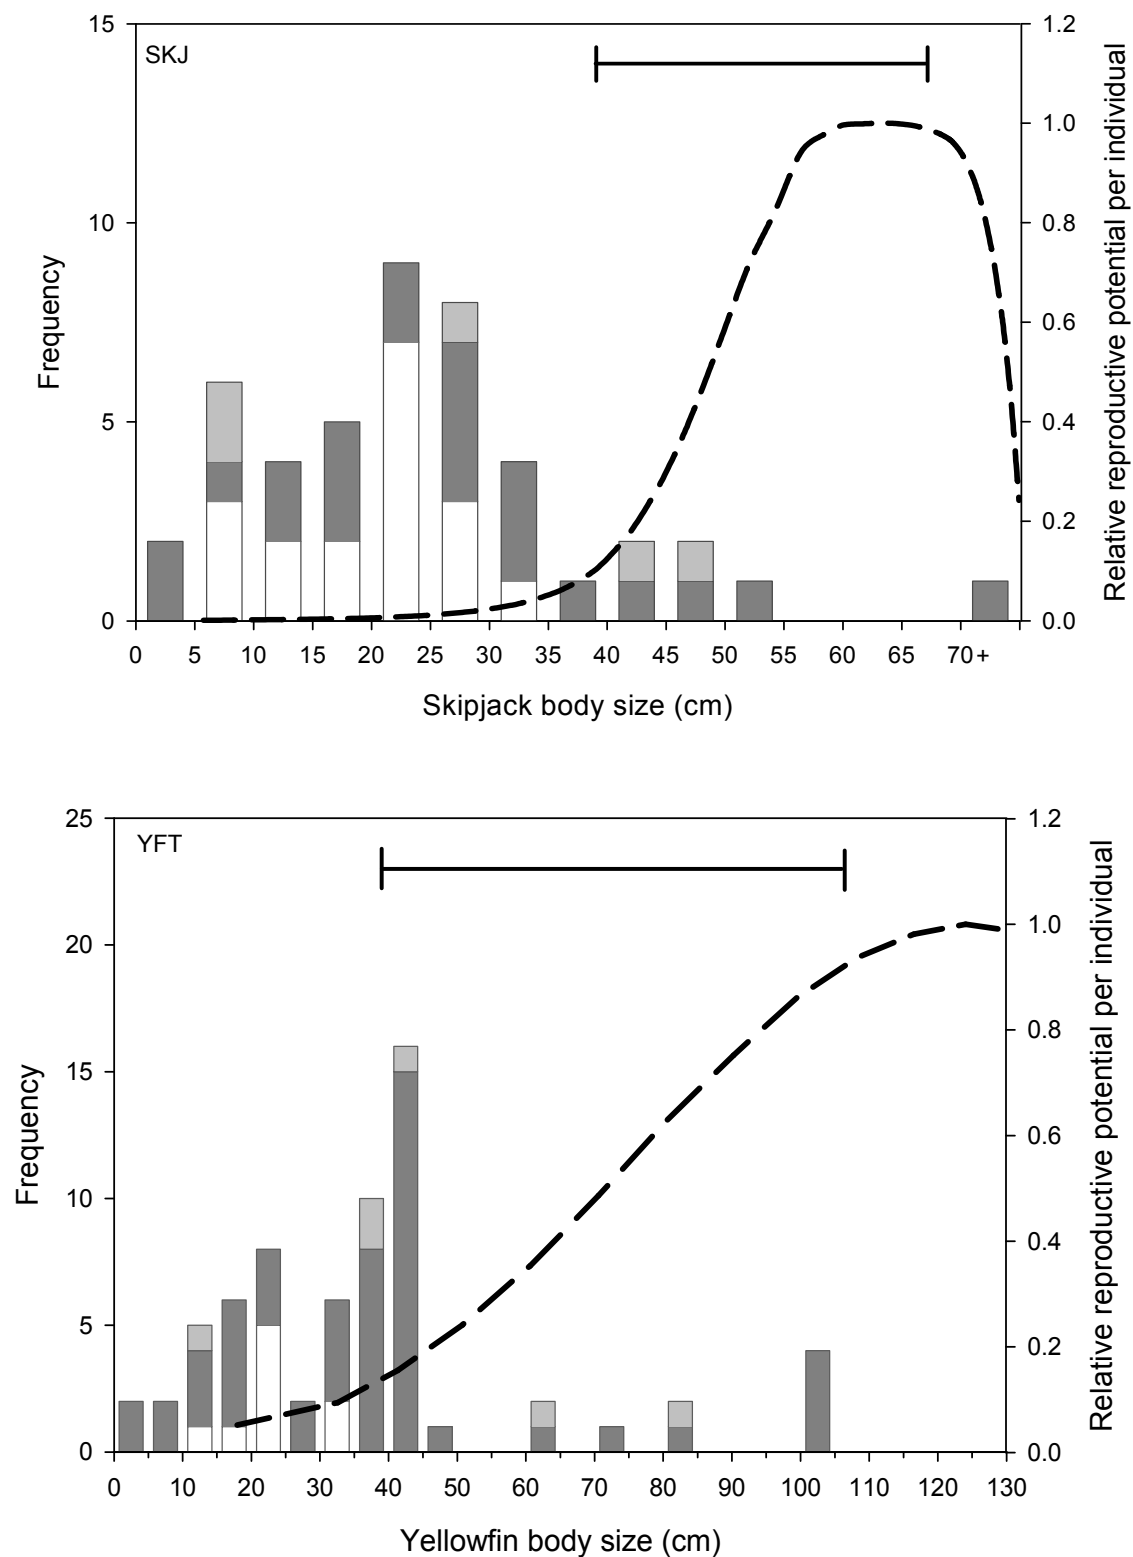 15
1.2
SKJ
1.0
10
0.8
Frequency
Relative reproductive potential per individual
0.6
5
0.4
0.2
0
0.0
0 5 10 15 20 25 30 35 40 45 50 55 60 65 70+
Skipjack body size (cm)
25
1.2
YFT
1.0
20
0.8
15
Frequency
Relative reproductive potential per individual
0.6
10
0.4
5
0.2
0
0.0
0 10 20 30 40 50 60 70 80 90 100 110 120 130
Yellowfin body size (cm)